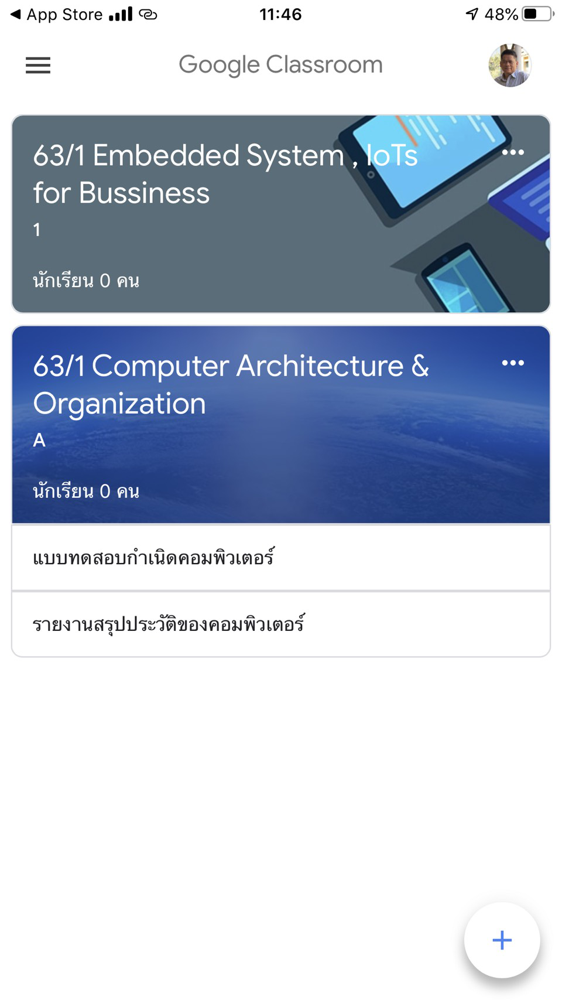 App Store
11:46
48%
Google Classroom
63/1 Embedded System , IoTs
for Bussiness
1
นักเรียน 0 คน
63/1 Computer Architecture &
Organization
A
นักเรียน 0 คน
แบบทดสอบกำเนิดคอมพิวเตอร์
รายงานสรุปประวัติของคอมพิวเตอร์